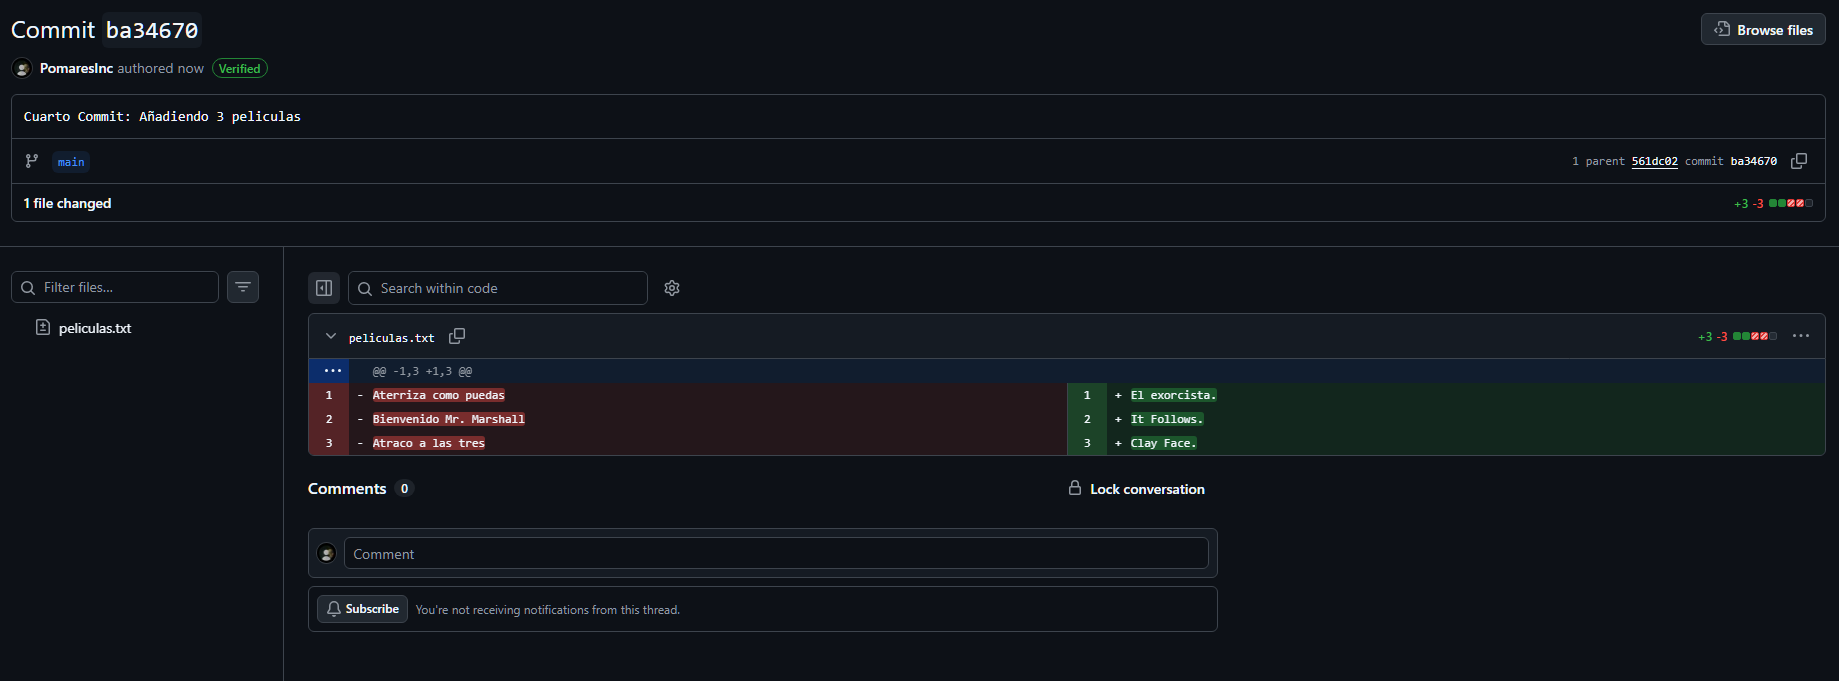 Commit ba34670
Browse files
PomaresInc authored now Verified
Cuarto Commit: Añadiendo 3 peliculas
main
1 parent 561dc02 commit ba34670
1 file changed
+3 -3
Filter files...
Search within code
peliculas.txt
peliculas.txt
+3 -3
@@ -1,3 +1,3 @@
1 - Aterriza como puedas 1 + El exorcista.
2 - Bienvenido Mr. Marshall 2 + It Follows.
3 - Atraco a las tres 3 + Clay Face.
Comments 0
Lock conversation
Comment
Subscribe You're not receiving notifications from this thread.